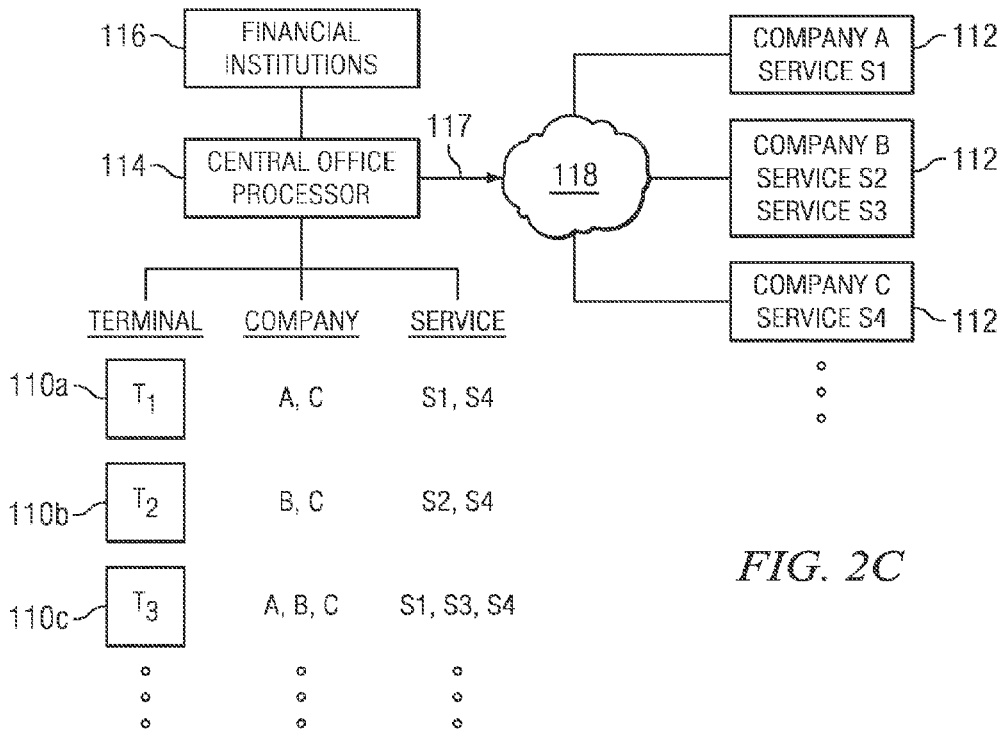 116
FINANCIAL
INSTITUTIONS
114
CENTRAL OFFICE
PROCESSOR
117
118
COMPANY A
SERVICE S1
112
COMPANY B
SERVICE S2
SERVICE S3
112
COMPANY C
SERVICE S4
112
TERMINAL COMPANY SERVICE
110a T1 A, C S1, S4
110b T2 B, C S2, S4
110c T3 A, B, C S1, S3, S4
FIG. 2C